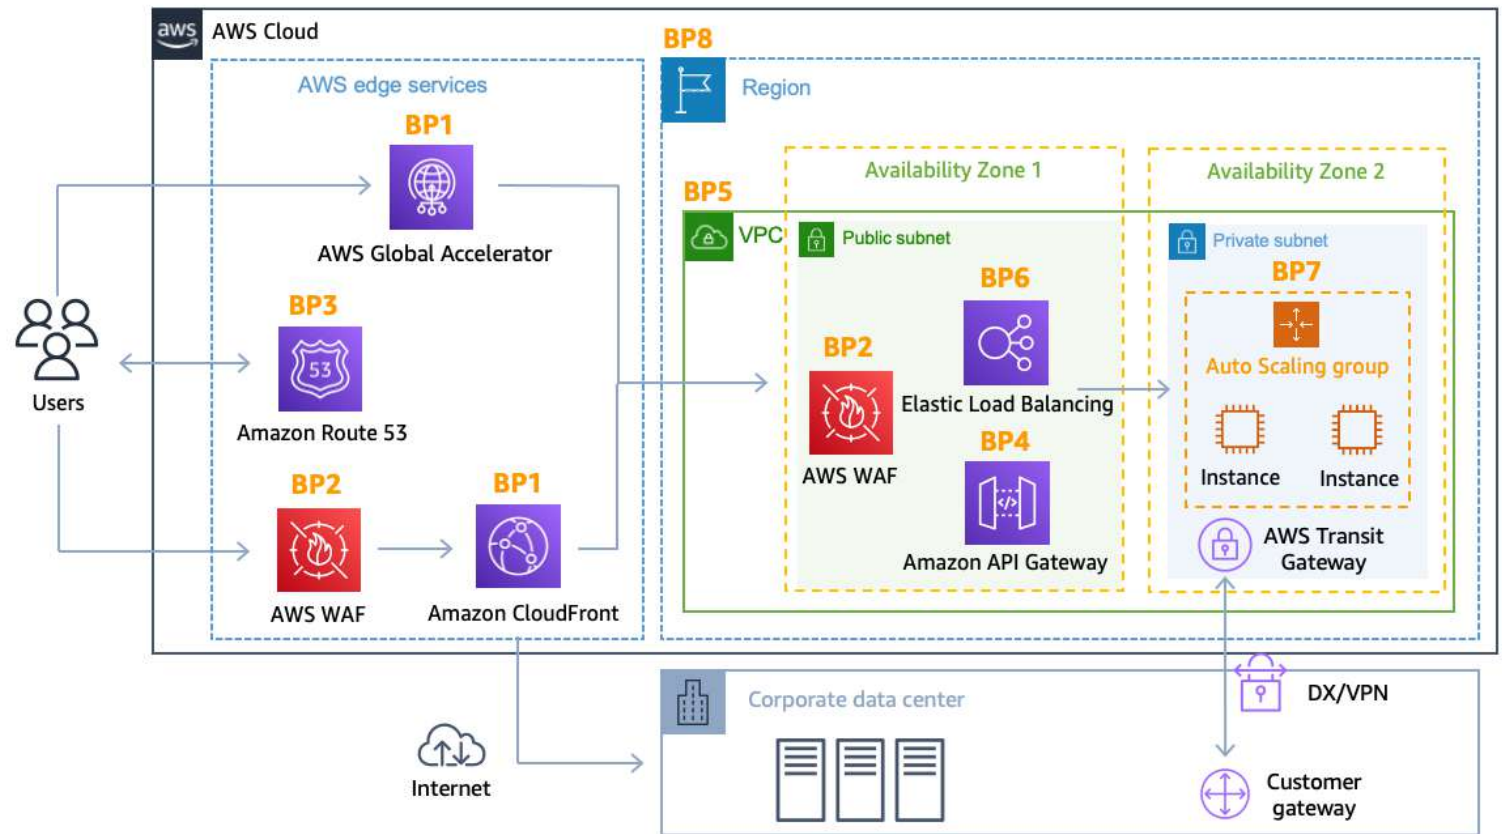 aws
AWS Cloud
BP8
AWS edge services
Region
BP1
AWS Global Accelerator
BP3
53
Amazon Route 53
Users
BP2
AWS WAF
BP1
Amazon CloudFront
Availability Zone 1
Availability Zone 2
BP5
VPC
Public subnet
BP6
Elastic Load Balancing
BP2
AWS WAF
BP4
</>
Amazon API Gateway
Private subnet
BP7
Auto Scaling group
Instance
Instance
AWS Transit
Gateway
Corporate data center
DX/VPN
Internet
Customer
gateway